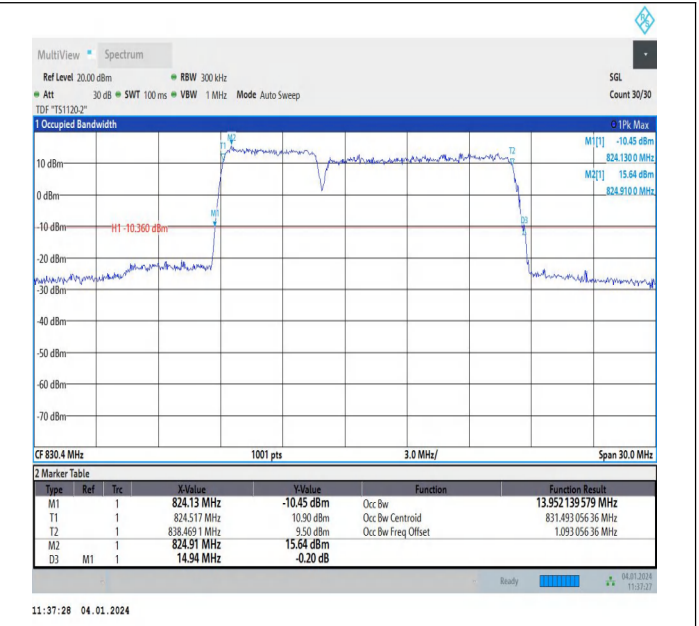 MultiView Spectrum
Ref Level 20.00 dBm RBW 300 kHz SGL
Att 30 dB SWT 100 ms VBW 1 MHz Mode Auto Sweep Count 30/30
TDF "TS1120-2"
1 Occupied Bandwidth 1Pk Max
M1[1] -10.45 dBm
824.130 0 MHz
M2[1] 15.64 dBm
824.910 0 MHz
M2
T1
T2
10 dBm
0 dBm
M1
D3
-10 dBm
H1 -10.360 dBm
-20 dBm
-30 dBm
-40 dBm
-50 dBm
-60 dBm
-70 dBm
CF 830.4 MHz 1001 pts 3.0 MHz/ Span 30.0 MHz
2 Marker Table
Type Ref Trc X-Value Y-Value Function Function Result
M1 1 824.13 MHz -10.45 dBm Occ Bw 13.952 139 579 MHz
T1 1 824.517 MHz 10.90 dBm Occ Bw Centroid 831.493 056 36 MHz
T2 1 838.469 1 MHz 9.50 dBm Occ Bw Freq Offset 1.093 056 36 MHz
M2 1 824.91 MHz 15.64 dBm
D3 M1 1 14.94 MHz -0.20 dB
Ready 04.01.2024
11:37:27
11:37:28 04.01.2024